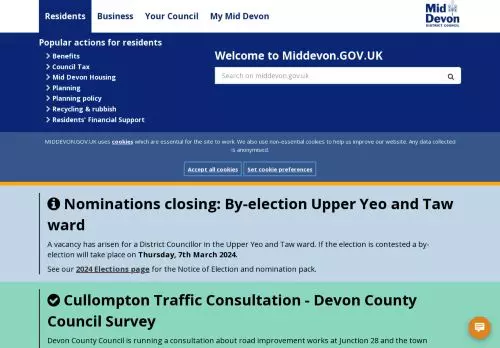 Residents Business Your Council My Mid Devon
Mid
Devon
DISTRICT COUNCIL
Popular actions for residents
Benefits
Council Tax
Mid Devon Housing
Planning
Planning policy
Recycling & rubbish
Residents' Financial Support
Welcome to Middevon.GOV.UK
Search on middevon.gov.uk
MIDDEVON.GOV.UK uses cookies which are essential for the site to work. We also use non-essential cookies to help us improve our website. Any data collected
is anonymised.
Accept all cookies Set cookie preferences
Nominations closing: By-election Upper Yeo and Taw
ward
A vacancy has arisen for a District Councillor in the Upper Yeo and Taw ward. If the election is contested a by-
election will take place on Thursday, 7th March 2024.
See our 2024 Elections page for the Notice of Election and nomination pack.
Cullompton Traffic Consultation - Devon County
Council Survey
Devon County Council is running a consultation about road improvement works at Junction 28 and the town